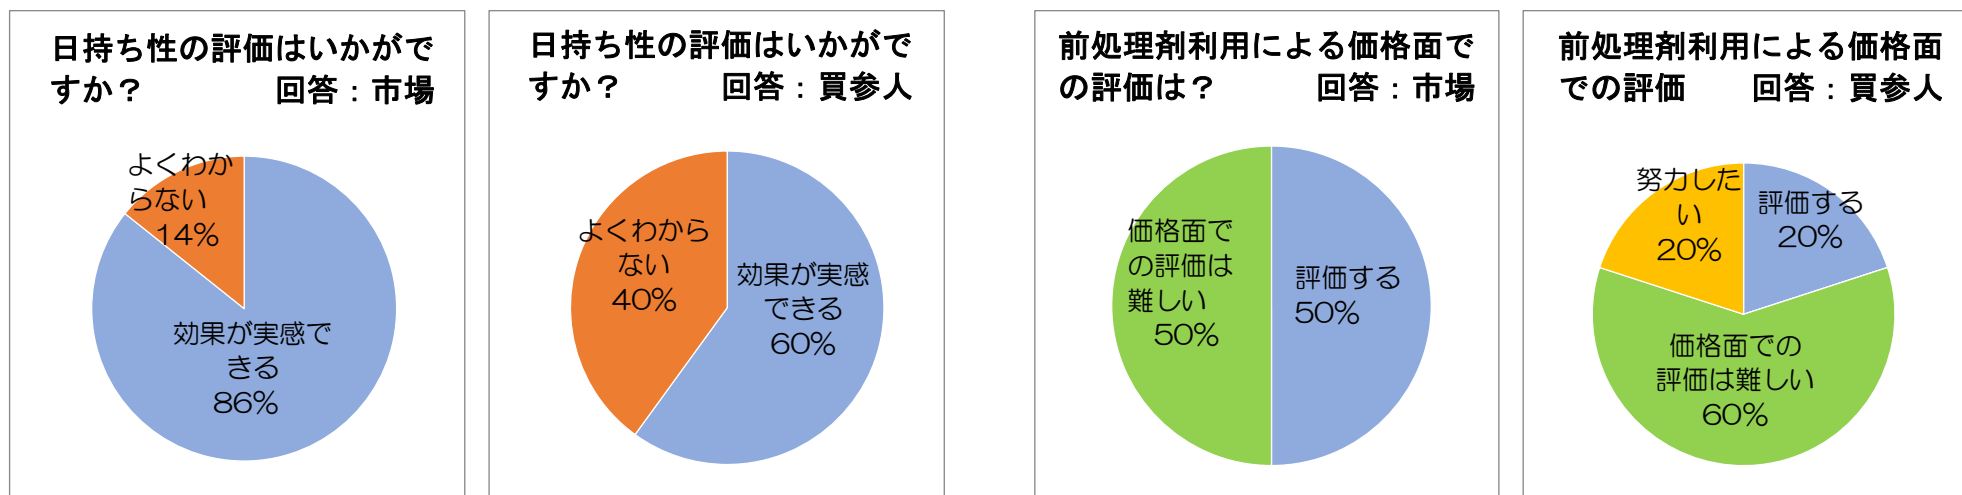 日持ち性の評価はいかがで
すか？ 回答：市場
よくわか
らない
14%
効果が実感で
きる
86%
日持ち性の評価はいかがで
すか？ 回答：買参人
よくわから
ない
40%
効果が実感
できる
60%
前処理剤利用による価格面で
の評価は？ 回答：市場
価格面で
の評価は
難しい
50%
評価する
50%
前処理剤利用による価格面
での評価 回答：買参人
努力した
い
20%
評価する
20%
価格面での
評価は難しい
60%